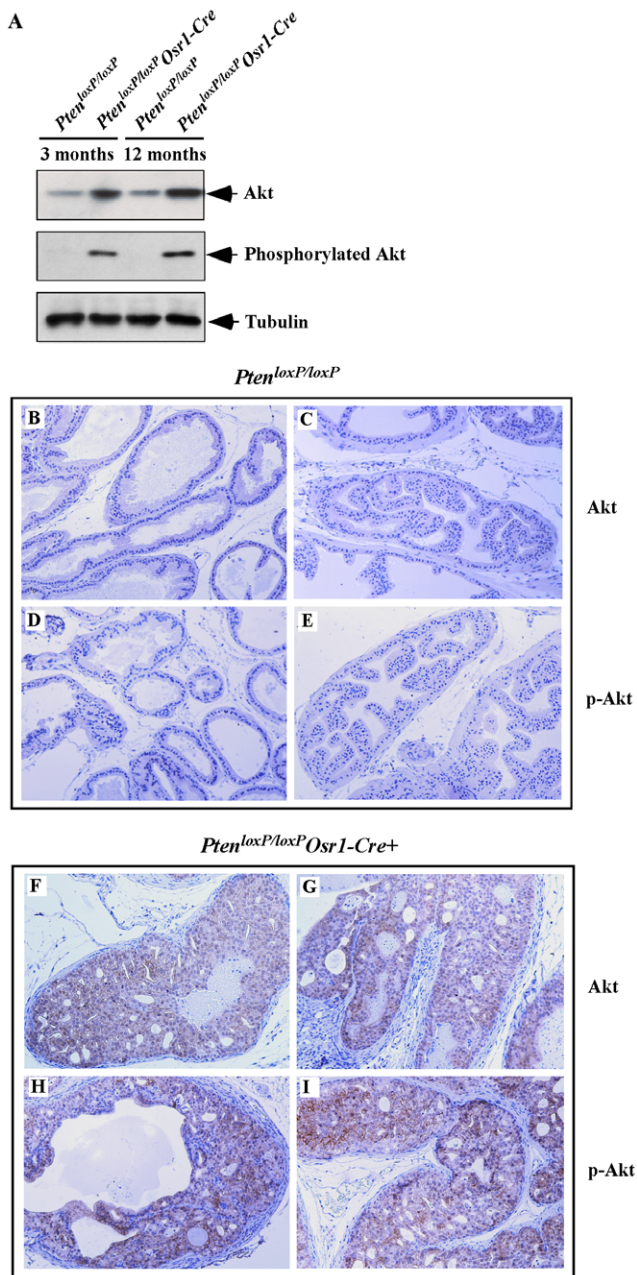 A
Pten loxP/loxP
Pten loxP/loxP Osr1-Cre
Pten loxP/loxP
Pten loxP/loxP Osr1-Cre
3 months 12 months
Akt
Phosphorylated Akt
Tubulin
Pten loxP/loxP
B C
Akt
D E
p-Akt
Pten loxP/loxP Osr1-Cre+
F G
Akt
H I
p-Akt